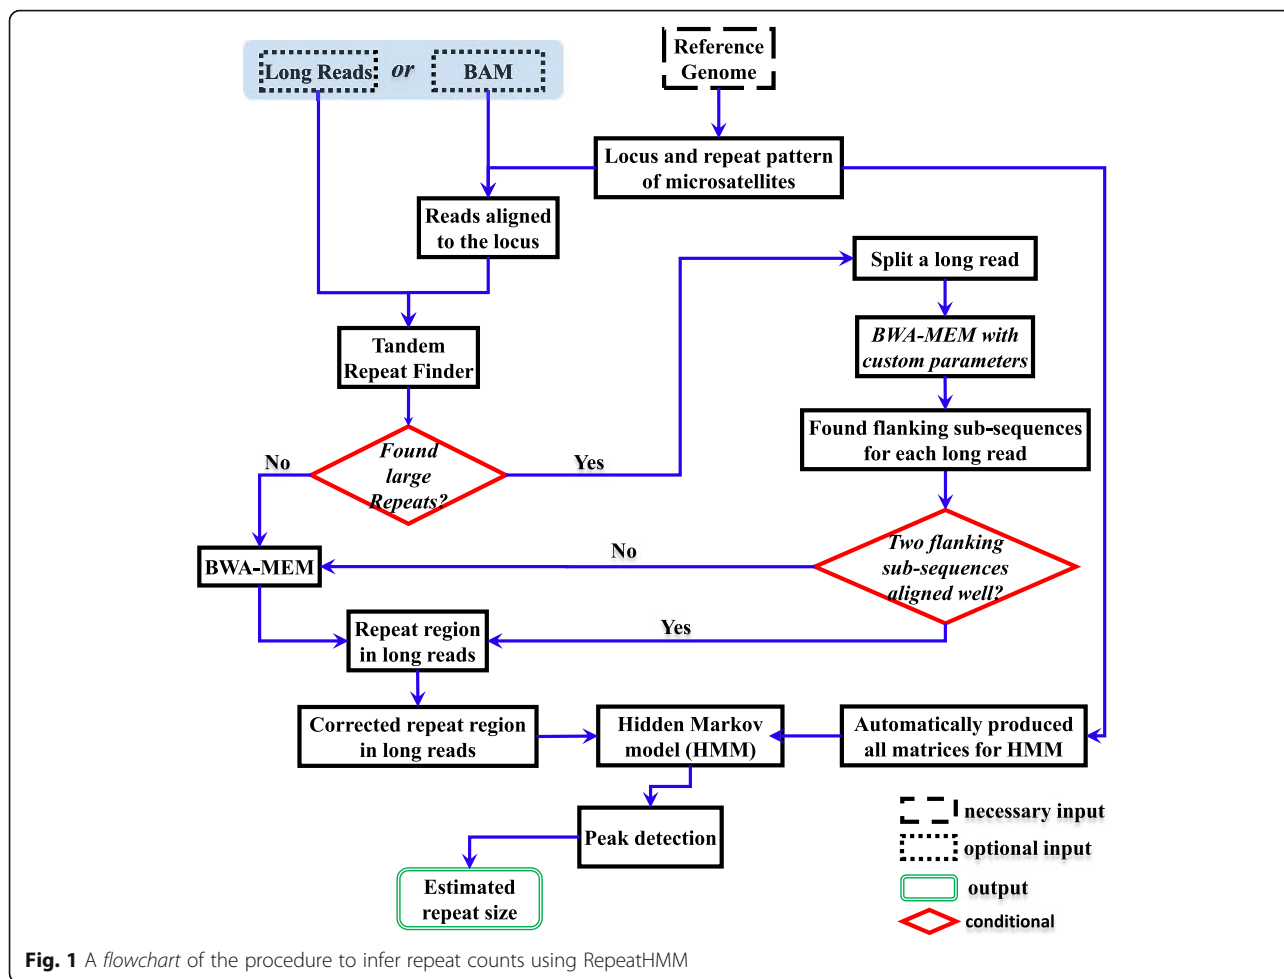 Long Reads or BAM
Reference
Genome
Locus and repeat pattern
of microsatellites
Reads aligned
to the locus
Split a long read
Tandem
Repeat Finder
BWA-MEM with
custom parameters
Found flanking sub-sequences
for each long read
No
Found
large
Repeats?
Yes
BWA-MEM
No
Two flanking
sub-sequences
aligned well?
Repeat region
in long reads
Yes
Corrected repeat region
in long reads
Hidden Markov
model (HMM)
Automatically produced
all matrices for HMM
Peak detection
Estimated
repeat size
necessary input
optional input
output
conditional
Fig. 1 A flowchart of the procedure to infer repeat counts using RepeatHMM